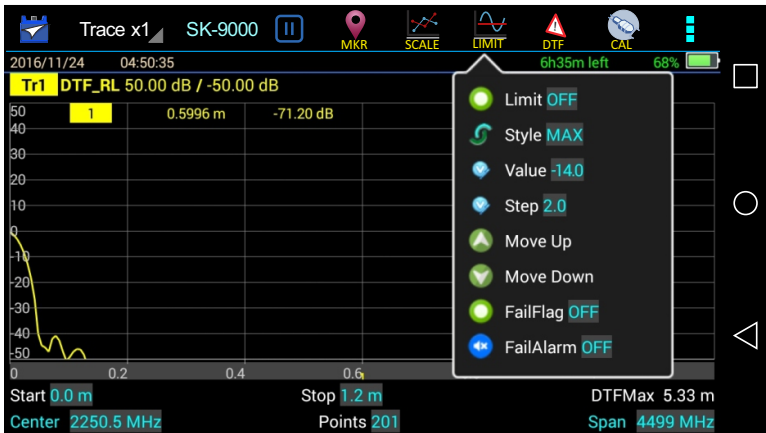 Trace x1 SK-9000
MKR SCALE LIMIT DTF CAL
2016/11/24 04:50:35 6h35m left 68%
Tr1 DTF_RL 50.00 dB / -50.00 dB
50 1 0.5996 m -71.20 dB
40
30
20
10
0
-10
-20
-30
-40
-50
0 0.2 0.4 0.6
Limit OFF
Style MAX
Value -14.0
Step 2.0
Move Up
Move Down
FailFlag OFF
FailAlarm OFF
Start 0.0 m Stop 1.2 m DTFMax 5.33 m
Center 2250.5 MHz Points 201 Span 4499 MHz